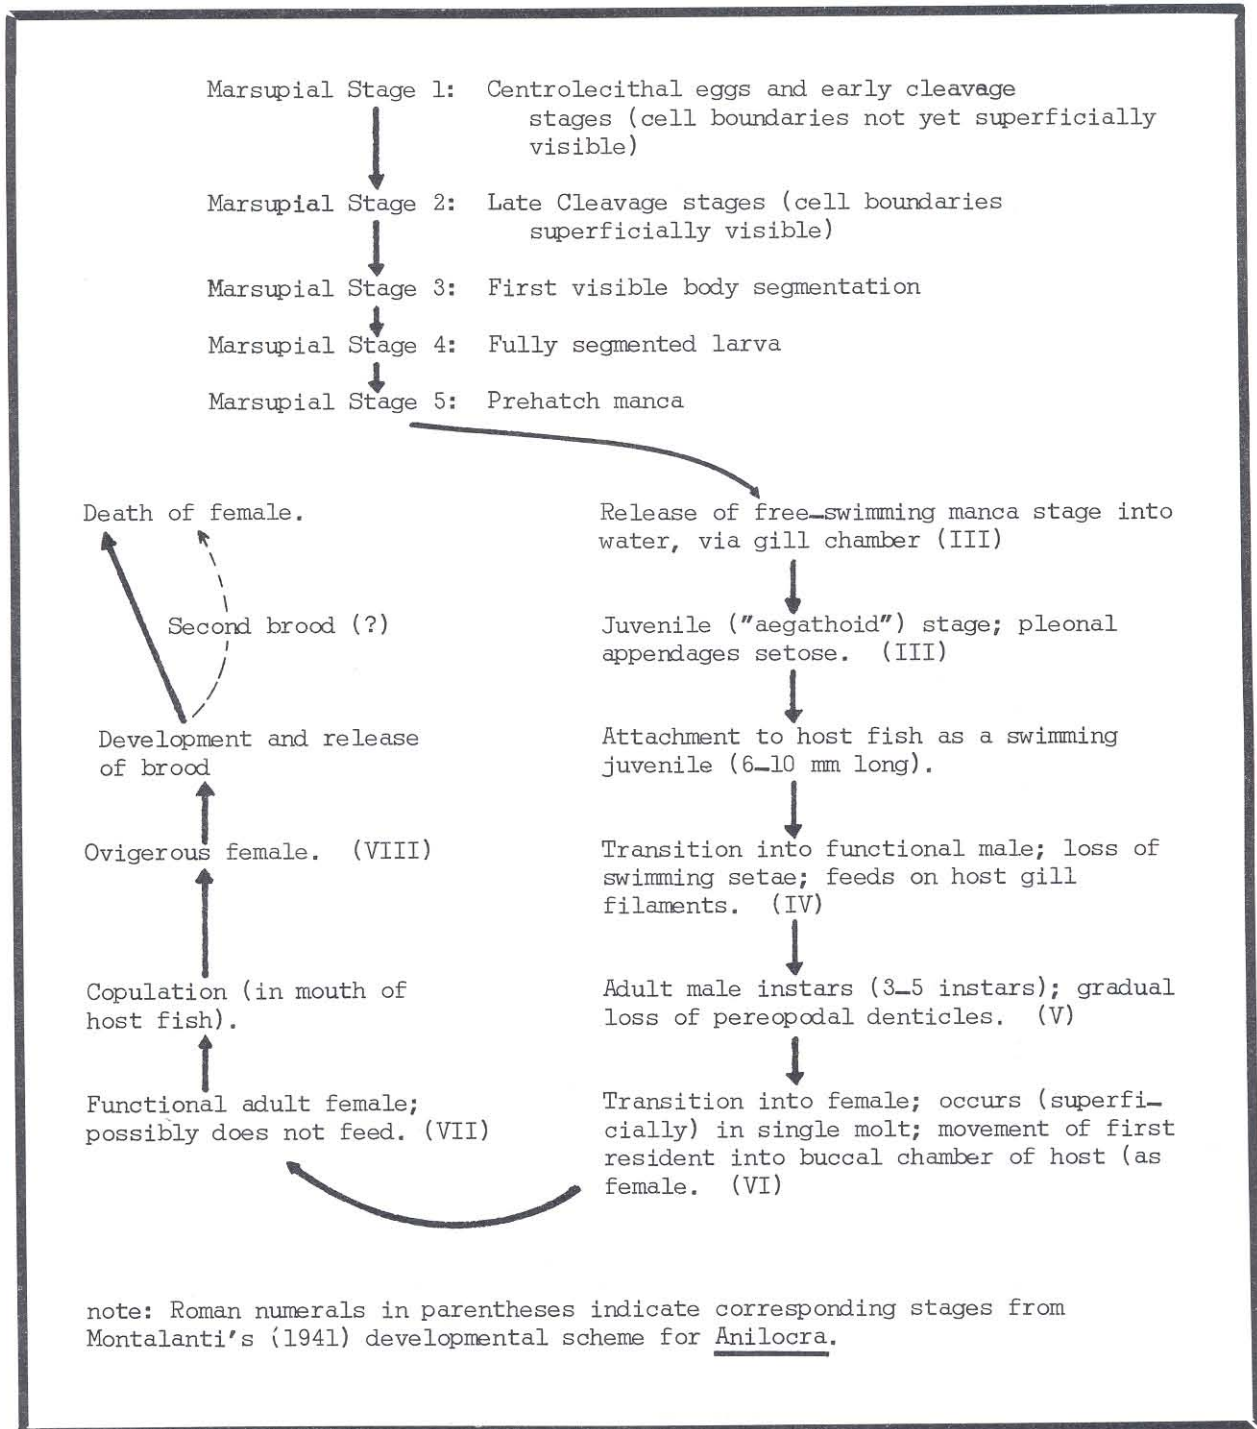 Marsupial Stage 1: Centrolecithal eggs and early cleavage
stages (cell boundaries not yet superficially
visible)
Marsupial Stage 2: Late Cleavage stages (cell boundaries
superficially visible)
Marsupial Stage 3: First visible body segmentation
Marsupial Stage 4: Fully segmented larva
Marsupial Stage 5: Prehatch manca
Release of free-swimming manca stage into
water, via gill chamber (III)
Juvenile ("aegathoid") stage; pleonal
appendages setose. (III)
Attachment to host fish as a swimming
juvenile (6-10 mm long).
Transition into functional male; loss of
swimming setae; feeds on host gill
filaments. (IV)
Adult male instars (3-5 instars); gradual
loss of pereopodal denticles. (V)
Transition into female; occurs (superfi-
cially) in single molt; movement of first
resident into buccal chamber of host (as
female. (VI)
Functional adult female;
possibly does not feed. (VII)
Copulation (in mouth of
host fish).
Ovigerous female. (VIII)
Development and release
of brood
Second brood (?)
Death of female.
note: Roman numerals in parentheses indicate corresponding stages from
Montalanti's (1941) developmental scheme for Anilocra.